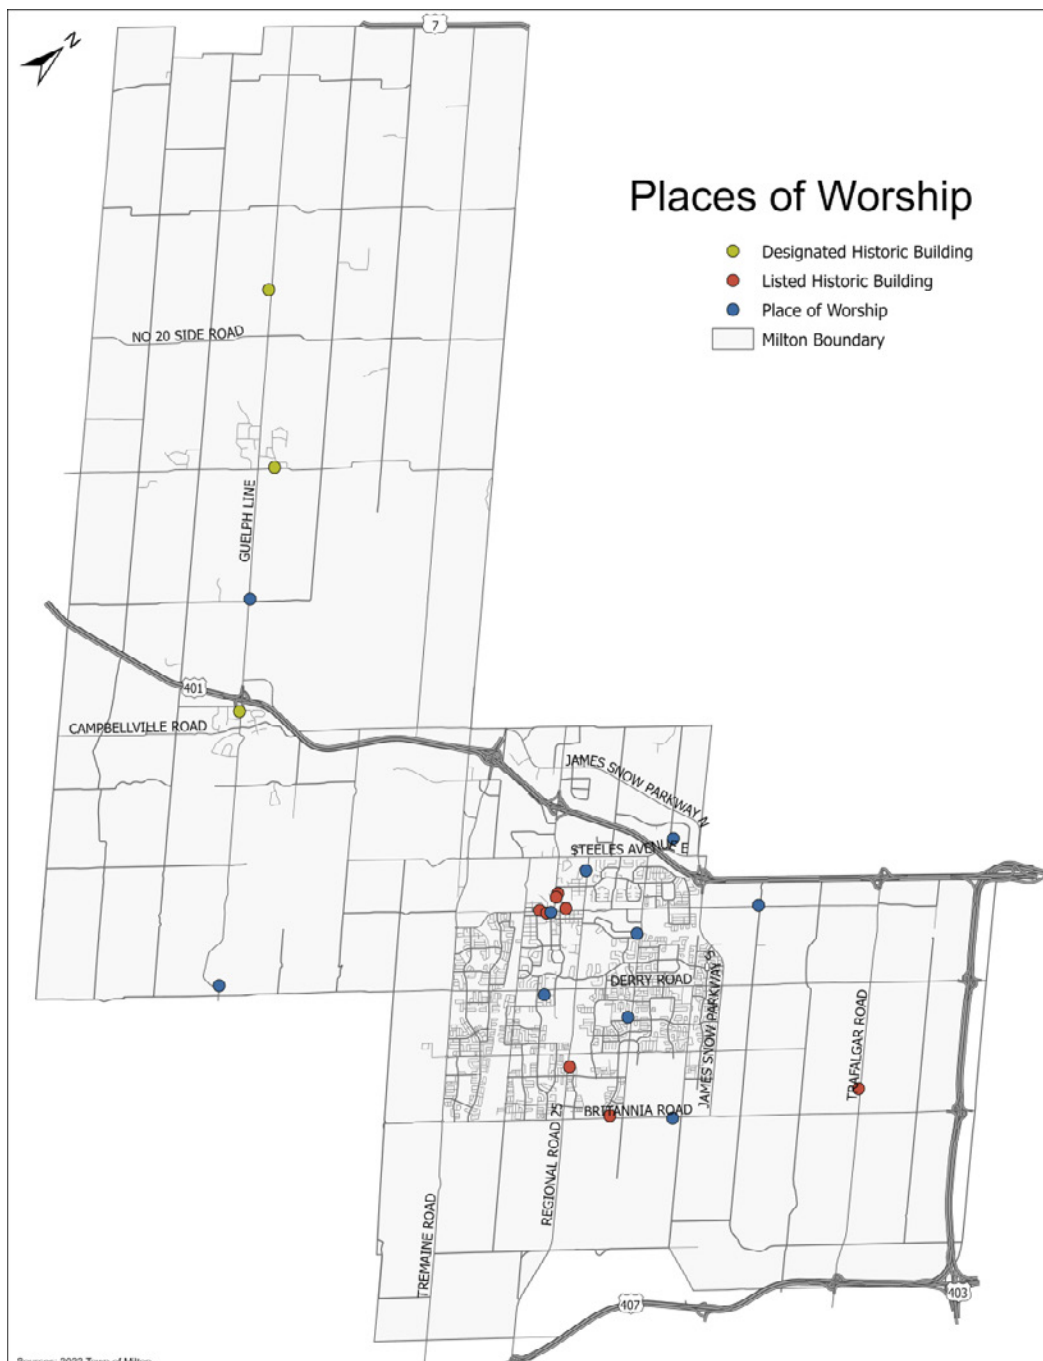 7
N
Places of Worship
Designated Historic Building
Listed Historic Building
Place of Worship
Milton Boundary
NO 20 SIDE ROAD
GUELPH LINE
401
CAMPBELLVILLE ROAD
JAMES SNOW PARKWAY N
STEELES AVENUE E
DERRY ROAD
JAMES SNOW PARKWAY S
TRAFALGAR ROAD
BRITANNIA ROAD
REGIONAL ROAD 25
TREMAINE ROAD
403
407